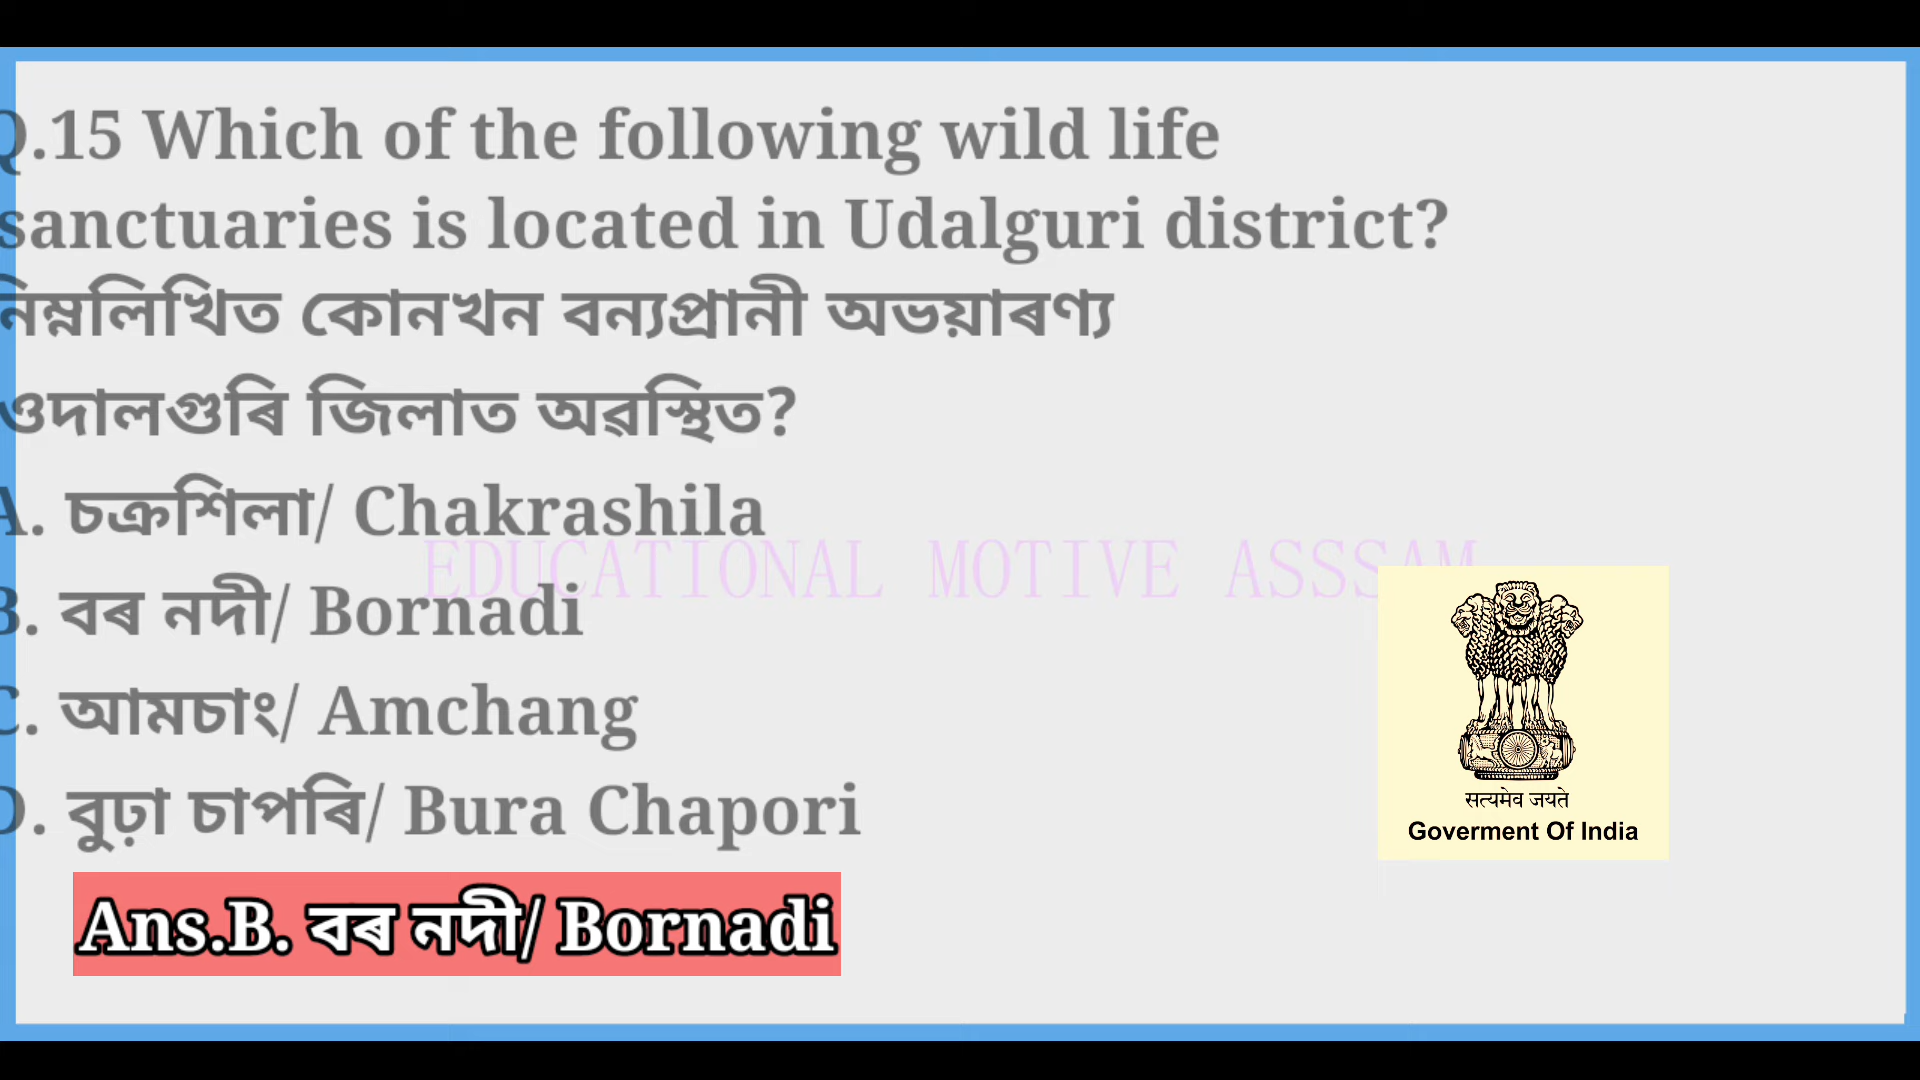 Q.15 Which of the following wild life
sanctuaries is located in Udalguri district?
নিম্নলিখিত কোনখন বন্যপ্ৰানী অভয়াৰণ্য
ওদালগুৰি জিলাত অৱস্থিত?
A. চক্ৰশিলা/ Chakrashila
B. বৰ নদী/ Bornadi
C. আমচাং/ Amchang
D. বুঢ়া চাপৰি/ Bura Chapori
Ans.B. বৰ নদী/ Bornadi
EDUCATIONAL MOTIVE ASSSAM
सत्यमेव जयते
Goverment Of India